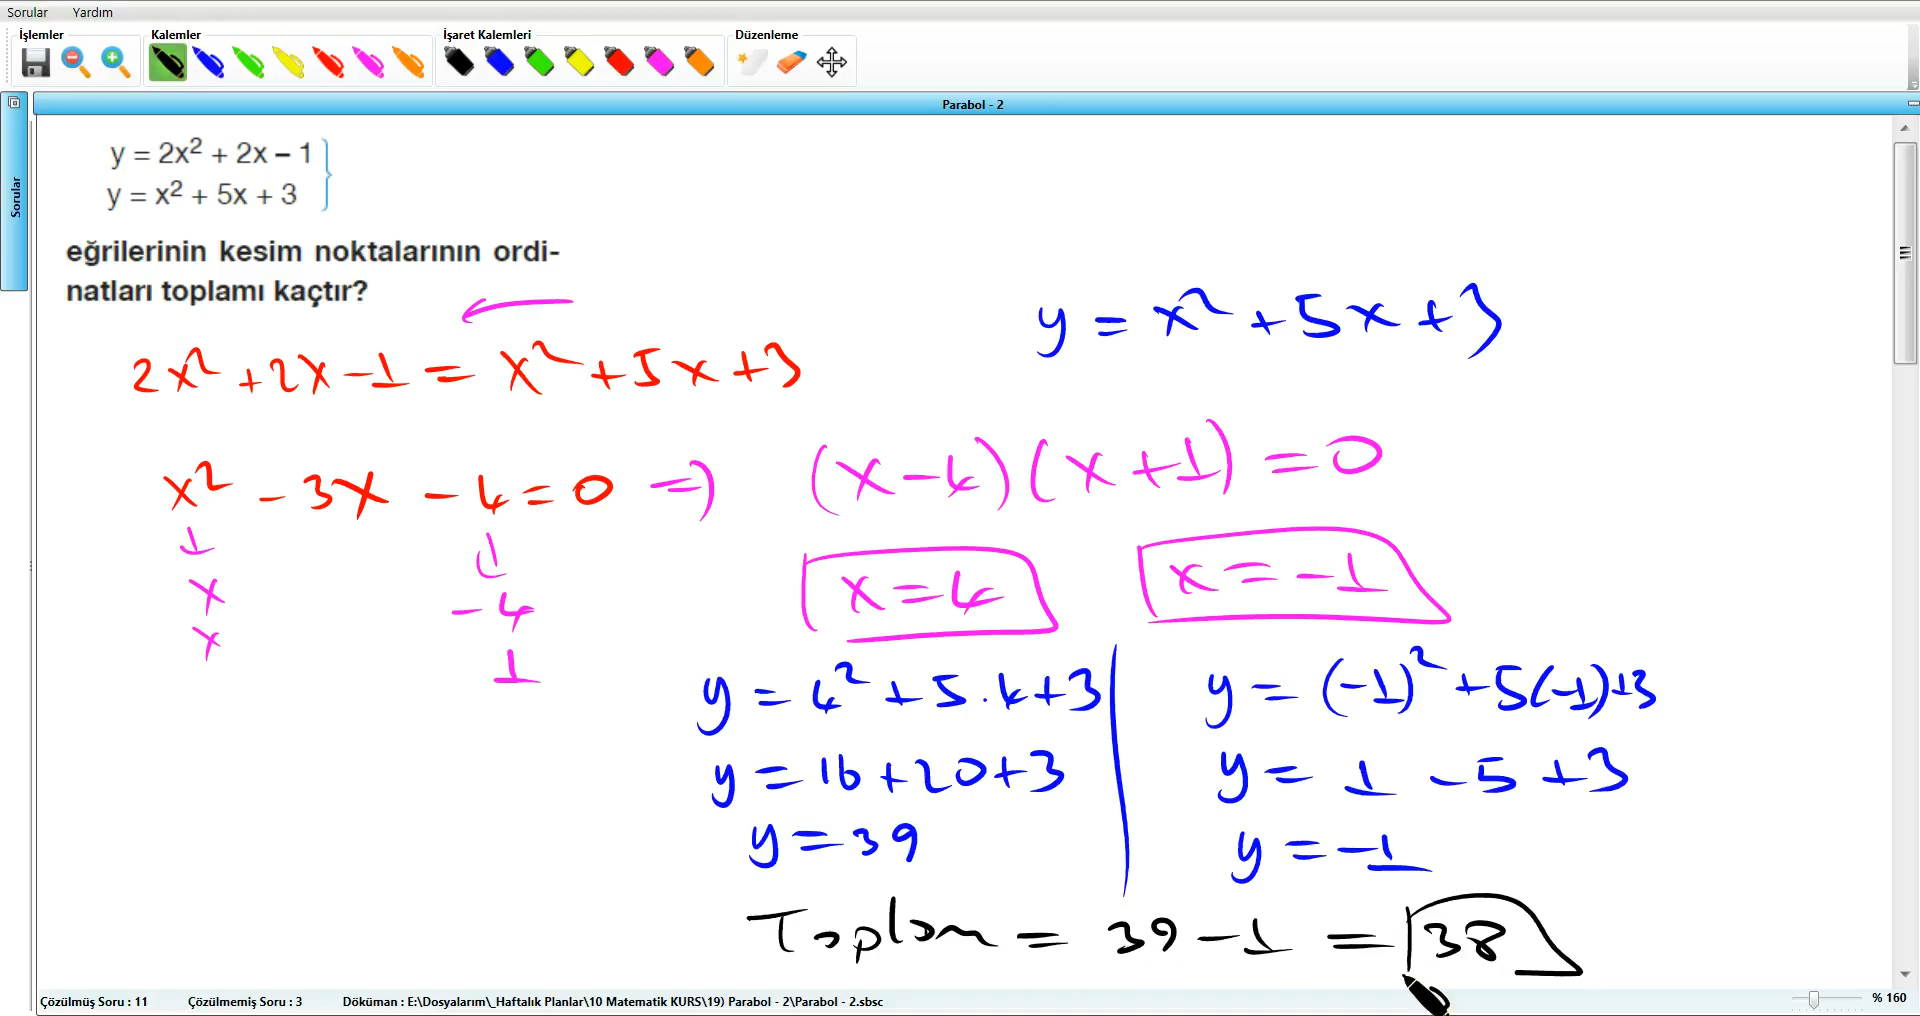 Sorular Yardım
İşlemler Kalemler İşaret Kalemleri Düzenleme
Parabol - 2
Sorular
y = 2x² + 2x – 1
y = x² + 5x + 3
eğrilerinin kesim noktalarının ordi-
natları toplamı kaçtır?
y = x² + 5x + 3
2x² + 2x - 1 = x² + 5x + 3
x² - 3x - 4 = 0 => (x - 4)(x + 1) = 0
x -4
x 1
x = 4 x = -1
y = 4² + 5.4 + 3 y = (-1)² + 5(-1) + 3
y = 16 + 20 + 3 y = 1 - 5 + 3
y = 39 y = -1
Toplam = 39 - 1 = 38
Çözülmüş Soru : 11 Çözülmemiş Soru : 3 Döküman : E:\Dosyalarım\_Haftalık Planlar\10 Matematik KURS\19) Parabol - 2\Parabol - 2.sbsc % 160